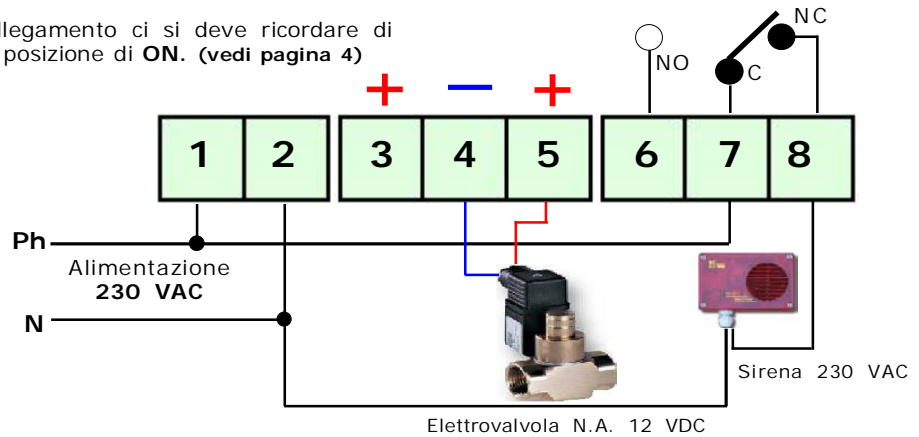 llegamento ci si deve ricordare di
posizione di ON. (vedi pagina 4)
+ — +
NO
C
NC
1 2 3 4 5 6 7 8
Ph
Alimentazione
230 VAC
N
Sirena 230 VAC
Elettrovalvola N.A. 12 VDC